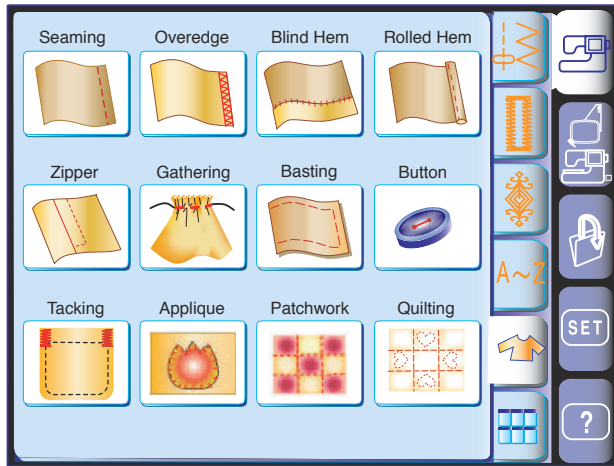 Seaming Overedge Blind Hem Rolled Hem
Zipper Gathering Basting Button
A~Z
Tacking Applique Patchwork Quilting
SET
?